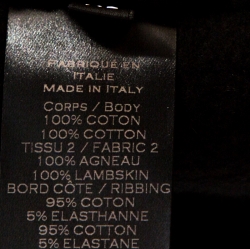 FABRIQUÉ EN
ITALIE
MADE IN ITALY
CORPS / BODY
100% COTON
100% COTTON
TISSU 2 / FABRIC 2
100% AGNEAU
100% LAMBSKIN
BORD CÔTE / RIBBING
95% COTON
5% ELASTHANNE
95% COTTON
5% ELASTANE